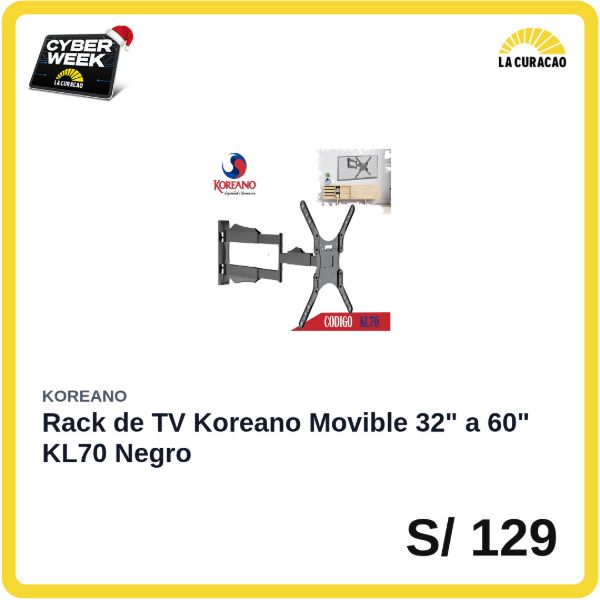 CYBER
WEEK
LA CURACAO
LA CURACAO
KOREANO
CODIGO KL70
KOREANO
Rack de TV Koreano Movible 32" a 60"
KL70 Negro
S/ 129